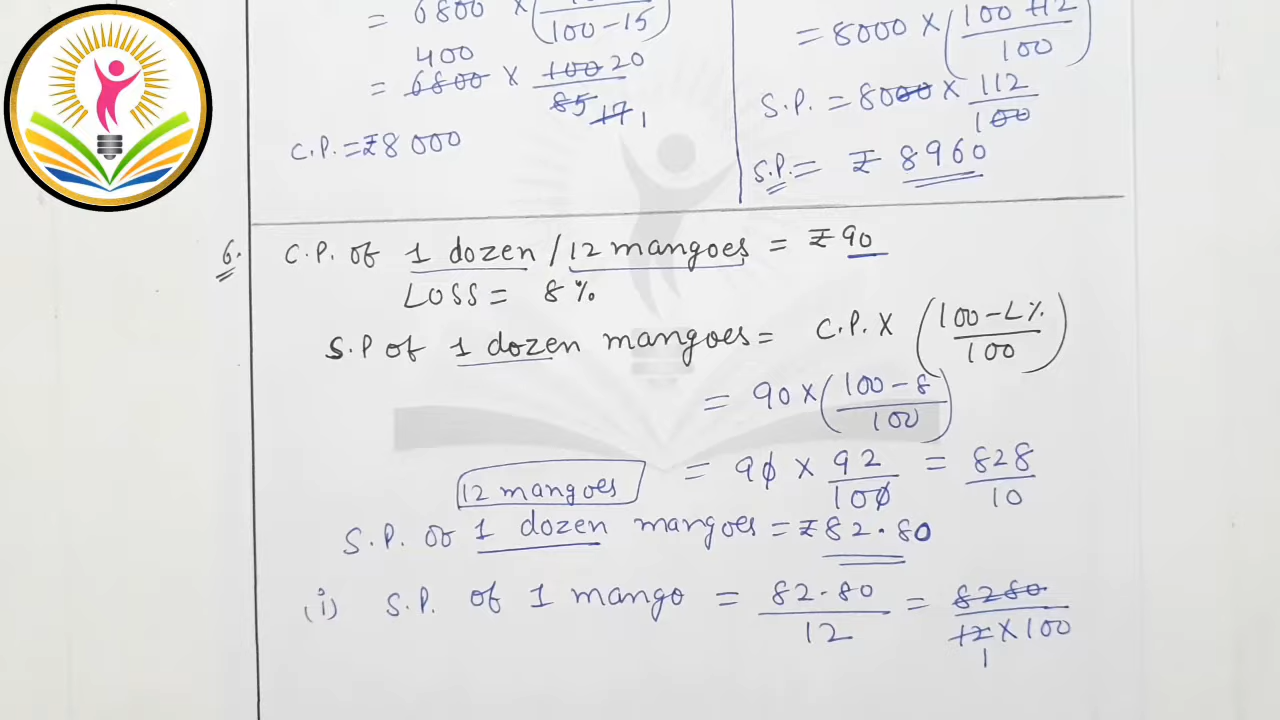 = 6800 × (/100-15)
400
= 6800 × 100 20/85 17 1
C.P. = ₹8 000
= 8000 × (100+12/100)
S.P. = 8000 × 112/100
S.P. = ₹ 8960
6. C.P. of 1 dozen / 12 mangoes = ₹90
Loss = 8 %
S.P of 1 dozen mangoes = C.P. × (100-L%/100)
= 90 × (100-8/100)
12 mangoes = 90 × 92/100 = 828/10
S.P. of 1 dozen mangoes = ₹82.80
(i) S.P. of 1 mango = 82.80/12 = 8280/12×100
1